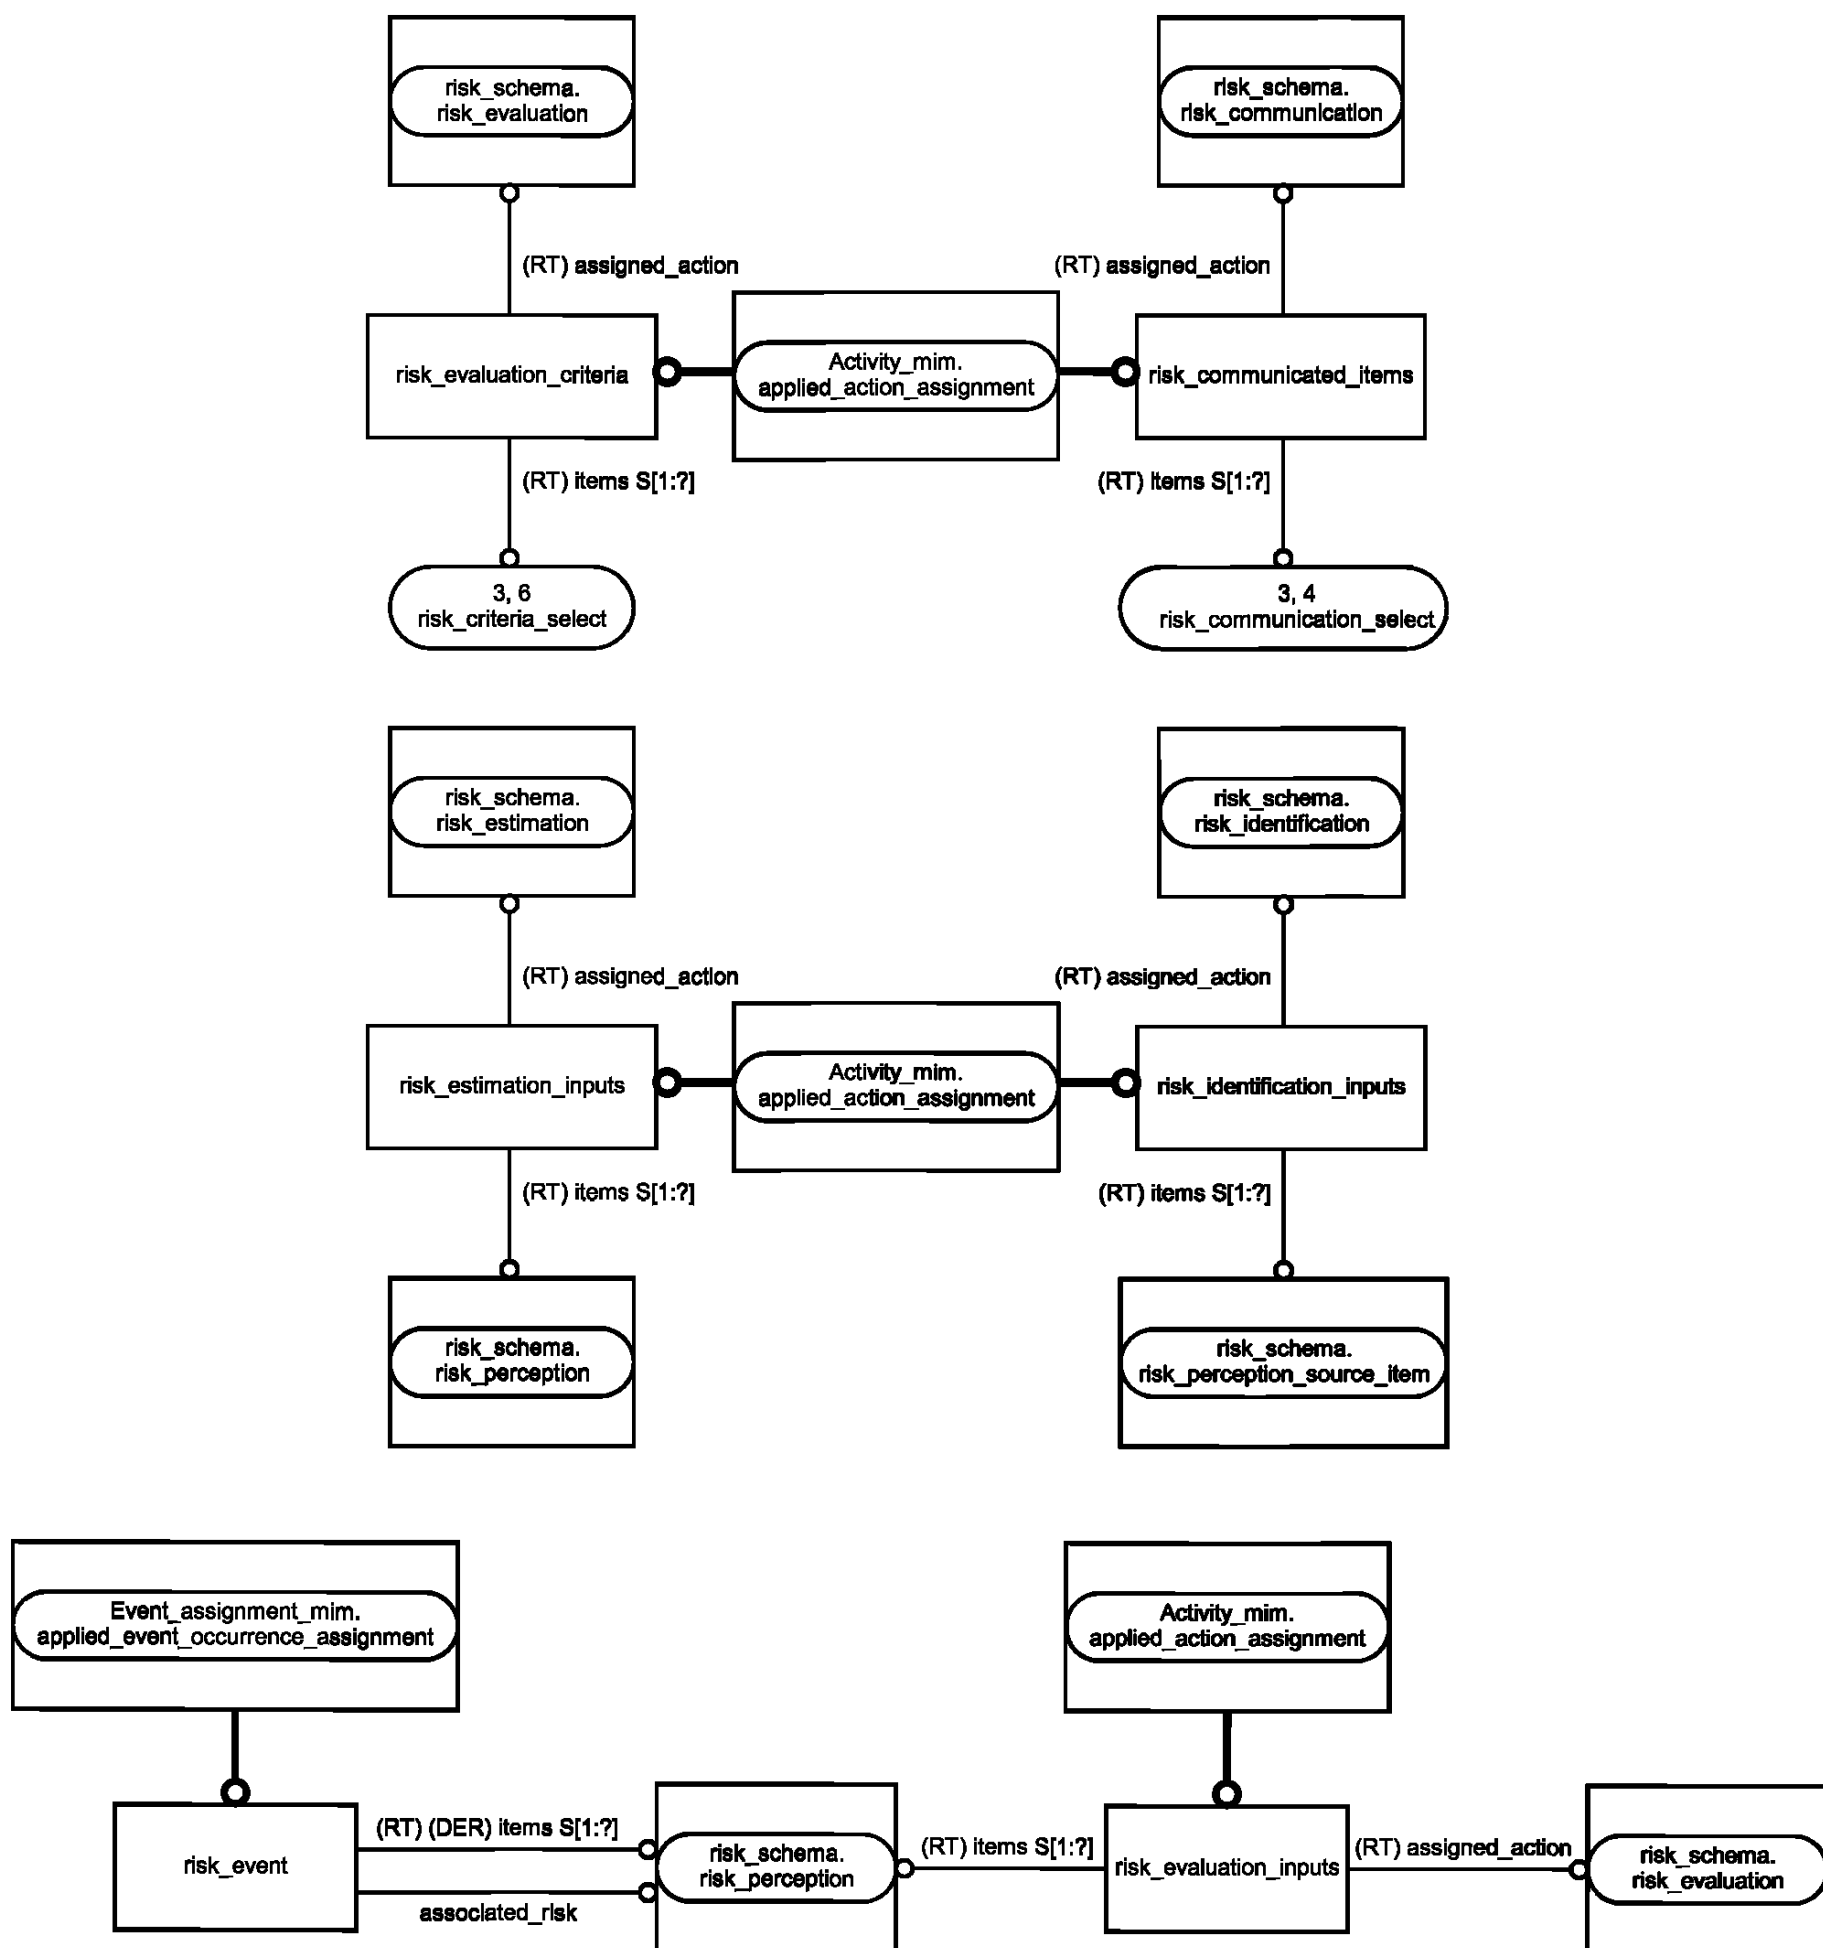 risk_schema.
risk_evaluation
risk_schema.
risk_communication
(RT) assigned_action
(RT) assigned_action
risk_evaluation_criteria
Activity_mim.
applied_action_assignment
risk_communicated_items
(RT) items S[1:?]
(RT) items S[1:?]
3, 6
risk_criteria_select
3, 4
risk_communication_select
risk_schema.
risk_estimation
risk_schema.
risk_identification
(RT) assigned_action
(RT) assigned_action
risk_estimation_inputs
Activity_mim.
applied_action_assignment
risk_identification_inputs
(RT) items S[1:?]
(RT) items S[1:?]
risk_schema.
risk_perception
risk_schema.
risk_perception_source_item
Event_assignment_mim.
applied_event_occurrence_assignment
Activity_mim.
applied_action_assignment
risk_event
(RT) (DER) items S[1:?]
associated_risk
risk_schema.
risk_perception
(RT) items S[1:?]
risk_evaluation_inputs
(RT) assigned_action
risk_schema.
risk_evaluation